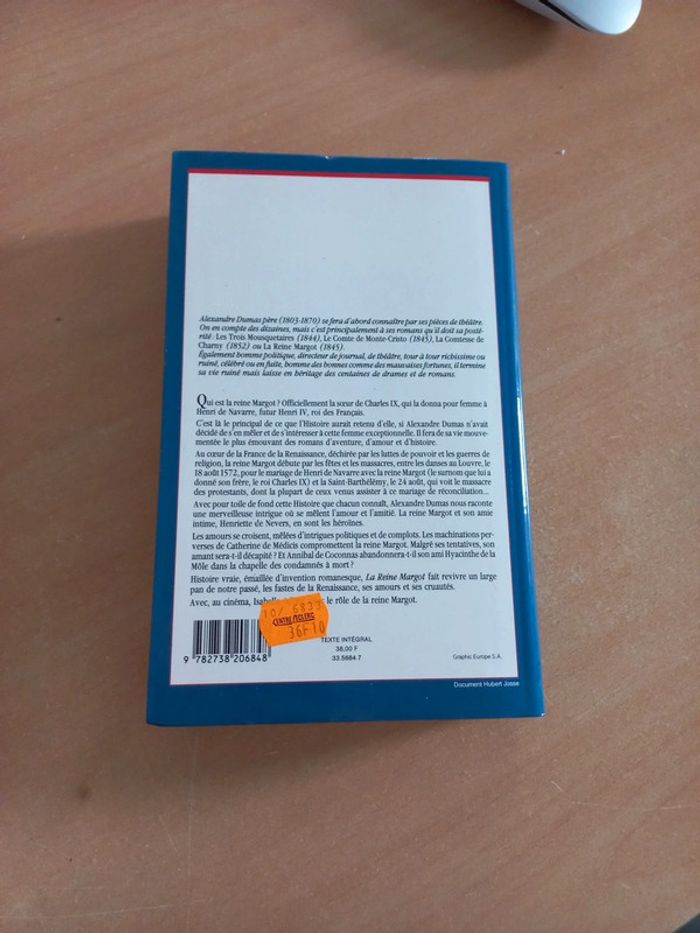 Alexandre Dumas père (1803-1870) se fera d'abord connaître par ses pièces de théâtre.
On en compte des dizaines, mais c'est principalement à ses romans qu'il doit sa posté-
rité : Les Trois Mousquetaires (1844), Le Comte de Monte-Cristo (1845), La Comtesse de
Charny (1852) ou La Reine Margot (1845).
Également homme politique, directeur de journal, de théâtre, tour à tour richissime ou
ruiné, célébré ou en fuite, homme des bonnes comme des mauvaises fortunes, il termine
sa vie ruiné mais laisse en héritage des centaines de drames et de romans.
Qui est la reine Margot ? Officiellement la sœur de Charles IX, qui la donna pour femme à
Henri de Navarre, futur Henri IV, roi des Français.
C'est là le principal de ce que l'Histoire aurait retenu d'elle, si Alexandre Dumas n'avait
décidé de s'en mêler et de s'intéresser à cette femme exceptionnelle. Il fera de sa vie mouve-
mentée le plus émouvant des romans d'aventure, d'amour et d'histoire.
Au cœur de la France de la Renaissance, déchirée par les luttes de pouvoir et les guerres de
religion, la reine Margot débute par les fêtes et les massacres, entre les danses au Louvre, le
18 août 1572, pour le mariage de Henri de Navarre avec la reine Margot (le surnom que lui a
donné son frère, le roi Charles IX) et la Saint-Barthélémy, le 24 août, qui voit le massacre
des protestants, dont la plupart de ceux venus assister à ce mariage de réconciliation...
Avec pour toile de fond cette Histoire que chacun connaît, Alexandre Dumas nous raconte
une merveilleuse intrigue où se mêlent l'amour et l'amitié. La reine Margot et son amie
intime, Henriette de Nevers, en sont les héroïnes.
Les amours se croisent, mêlées d'intrigues politiques et de complots. Les machinations per-
verses de Catherine de Médicis compromettent la reine Margot. Malgré ses tentatives, son
amant sera-t-il décapité ? Et Annibal de Coconnas abandonnera-t-il son ami Hyacinthe de la
Môle dans la chapelle des condamnés à mort ?
Histoire vraie, émaillée d'invention romanesque, La Reine Margot fait revivre un large
pan de notre passé, les fastes de la Renaissance, ses amours et ses cruautés.
Avec, au cinéma, le rôle de la reine Margot.
10/ 6833
CENTRE E.LECLERC
36F10
9 782738 206848
TEXTE INTÉGRAL
38,00 F
33.5684.7
Graphic Europe S.A.
Document Hubert Josse